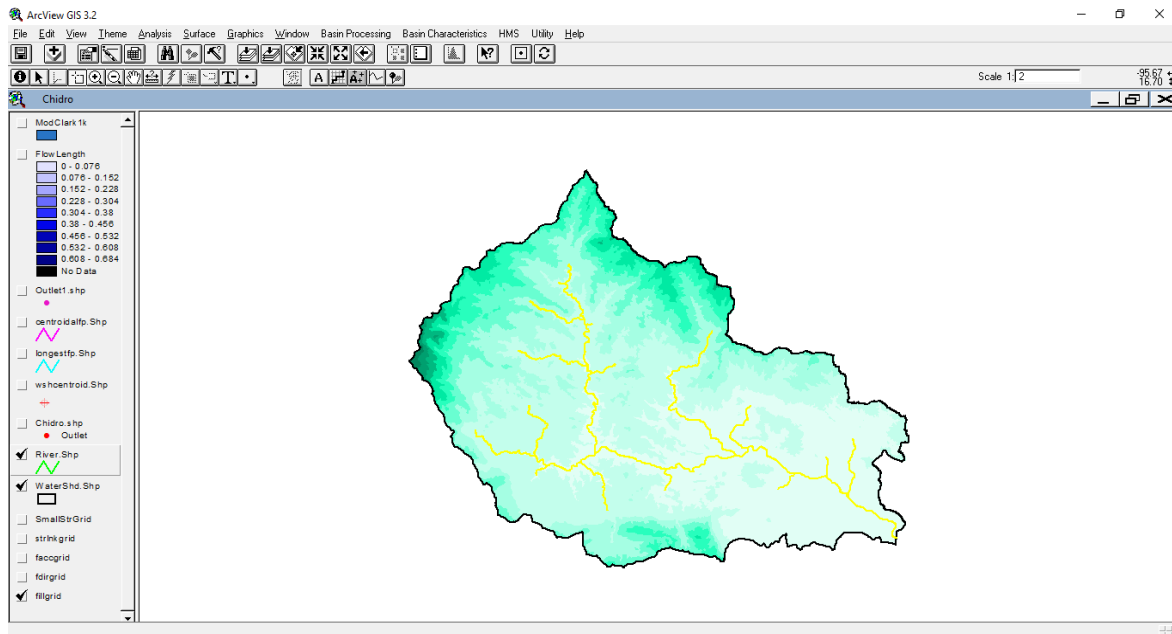 ArcView GIS 3.2
File Edit View Theme Analysis Surface Graphics Window Basin Processing Basin Characteristics HMS Utility Help
Scale 1: 2
-95.67
16.70
Chidro
ModClark1k
FlowLength
0 - 0.076
0.076 - 0.152
0.152 - 0.228
0.228 - 0.304
0.304 - 0.38
0.38 - 0.456
0.456 - 0.532
0.532 - 0.608
0.608 - 0.684
No Data
Outlet1.shp
centroidalfp.Shp
longestfp.Shp
wshcentroid.Shp
Chidro.shp
Outlet
River.Shp
WaterShd.Shp
SmallStrGrid
strlnkgrid
faccgrid
fdirgrid
fillgrid